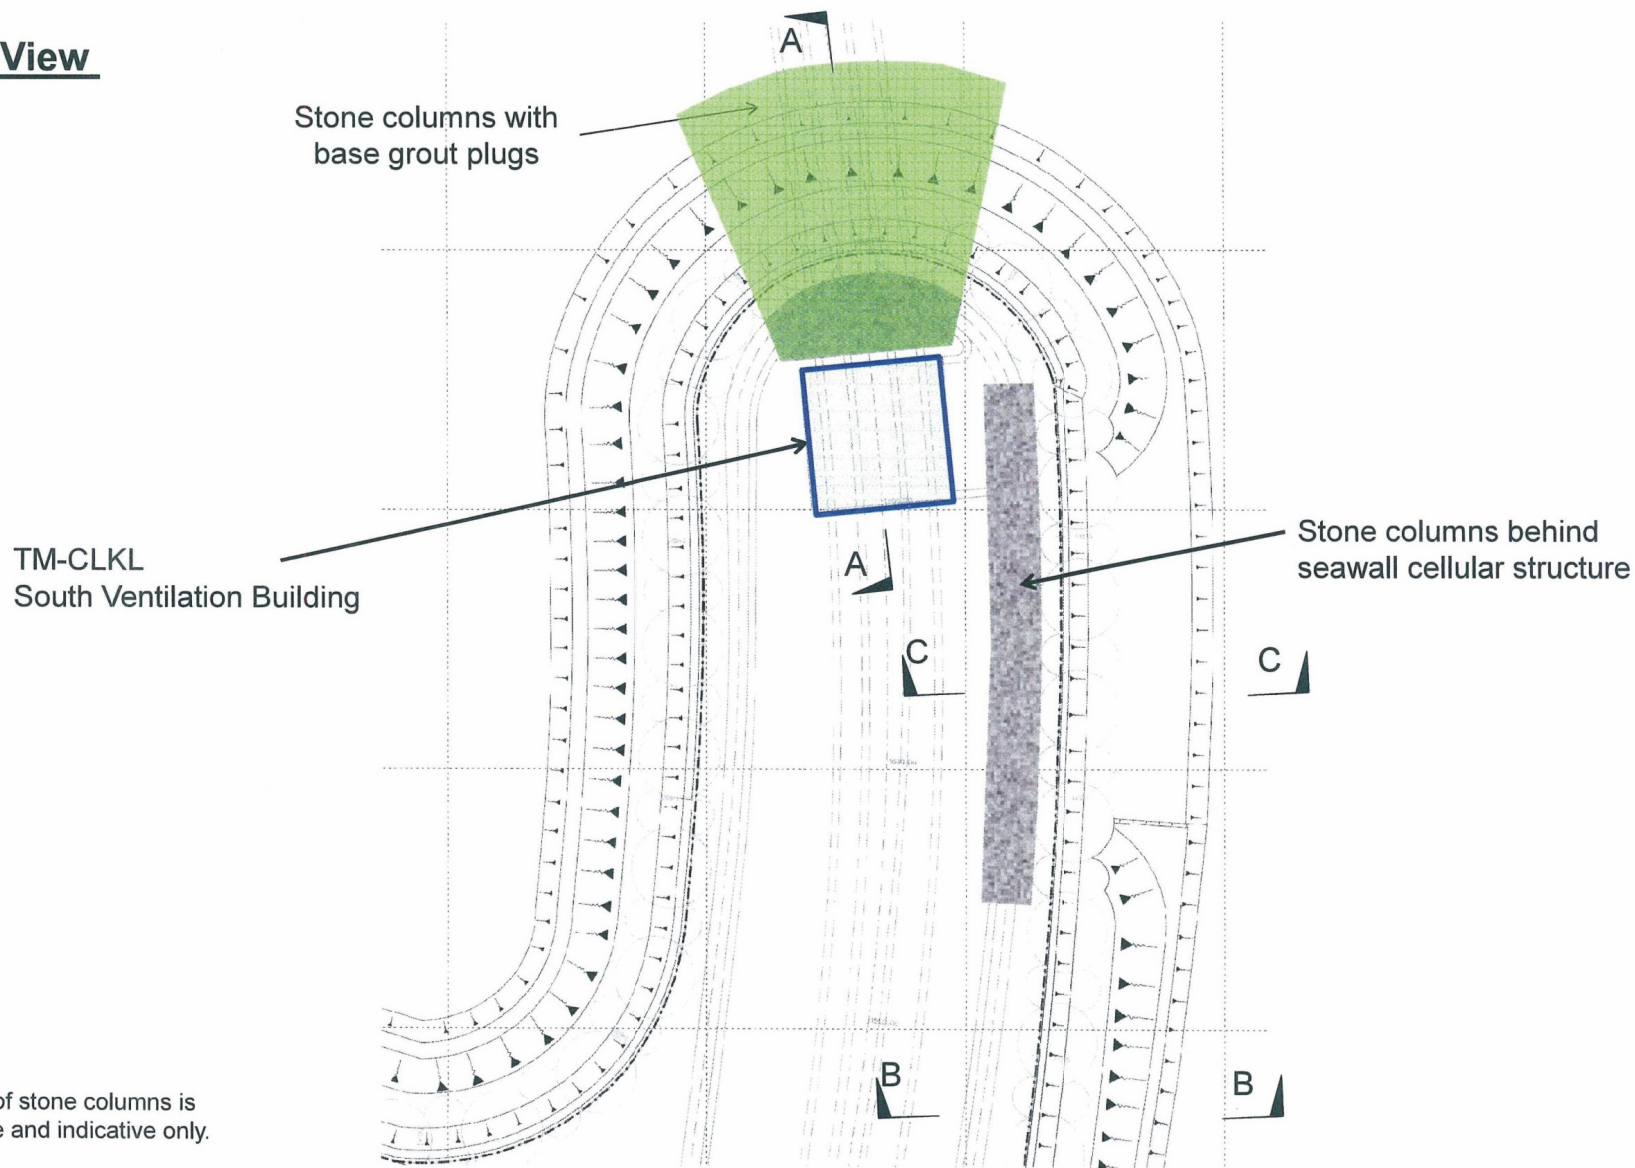 View
A
Stone columns with
base grout plugs
TM-CLKL
South Ventilation Building
A
Stone columns behind
seawall cellular structure
C
C
B
B
of stone columns is
and indicative only.